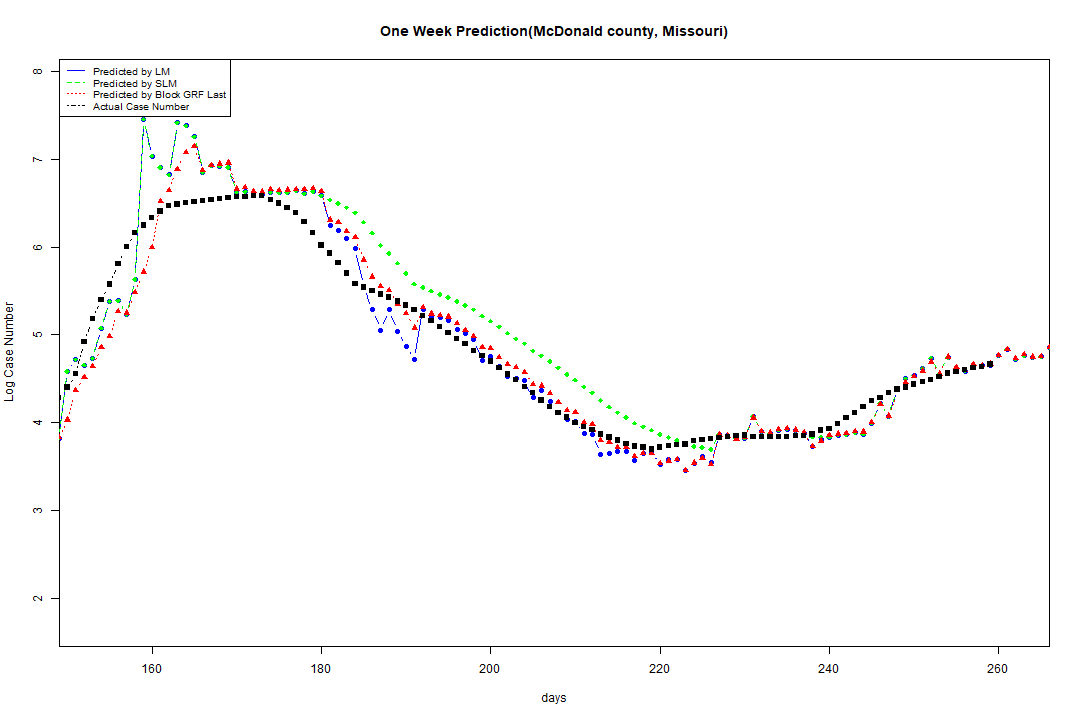 One Week Prediction(McDonald county, Missouri)
Predicted by LM
Predicted by SLM
Predicted by Block GRF Last
Actual Case Number
8
7
6
5
4
3
2
Log Case Number
160 180 200 220 240 260
days